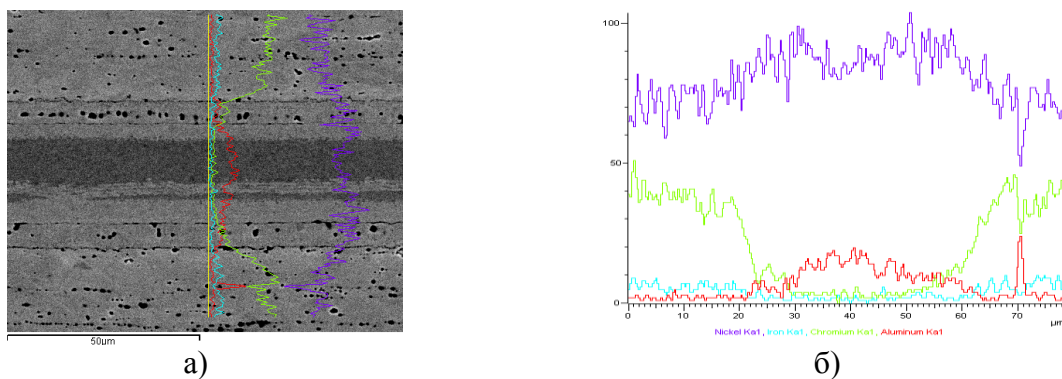 50µm
а)
100
50
0
0 10 20 30 40 50 60 70
µm
Nickel Ka1, Iron Ka1, Chromium Ka1, Aluminum Ka1
б)